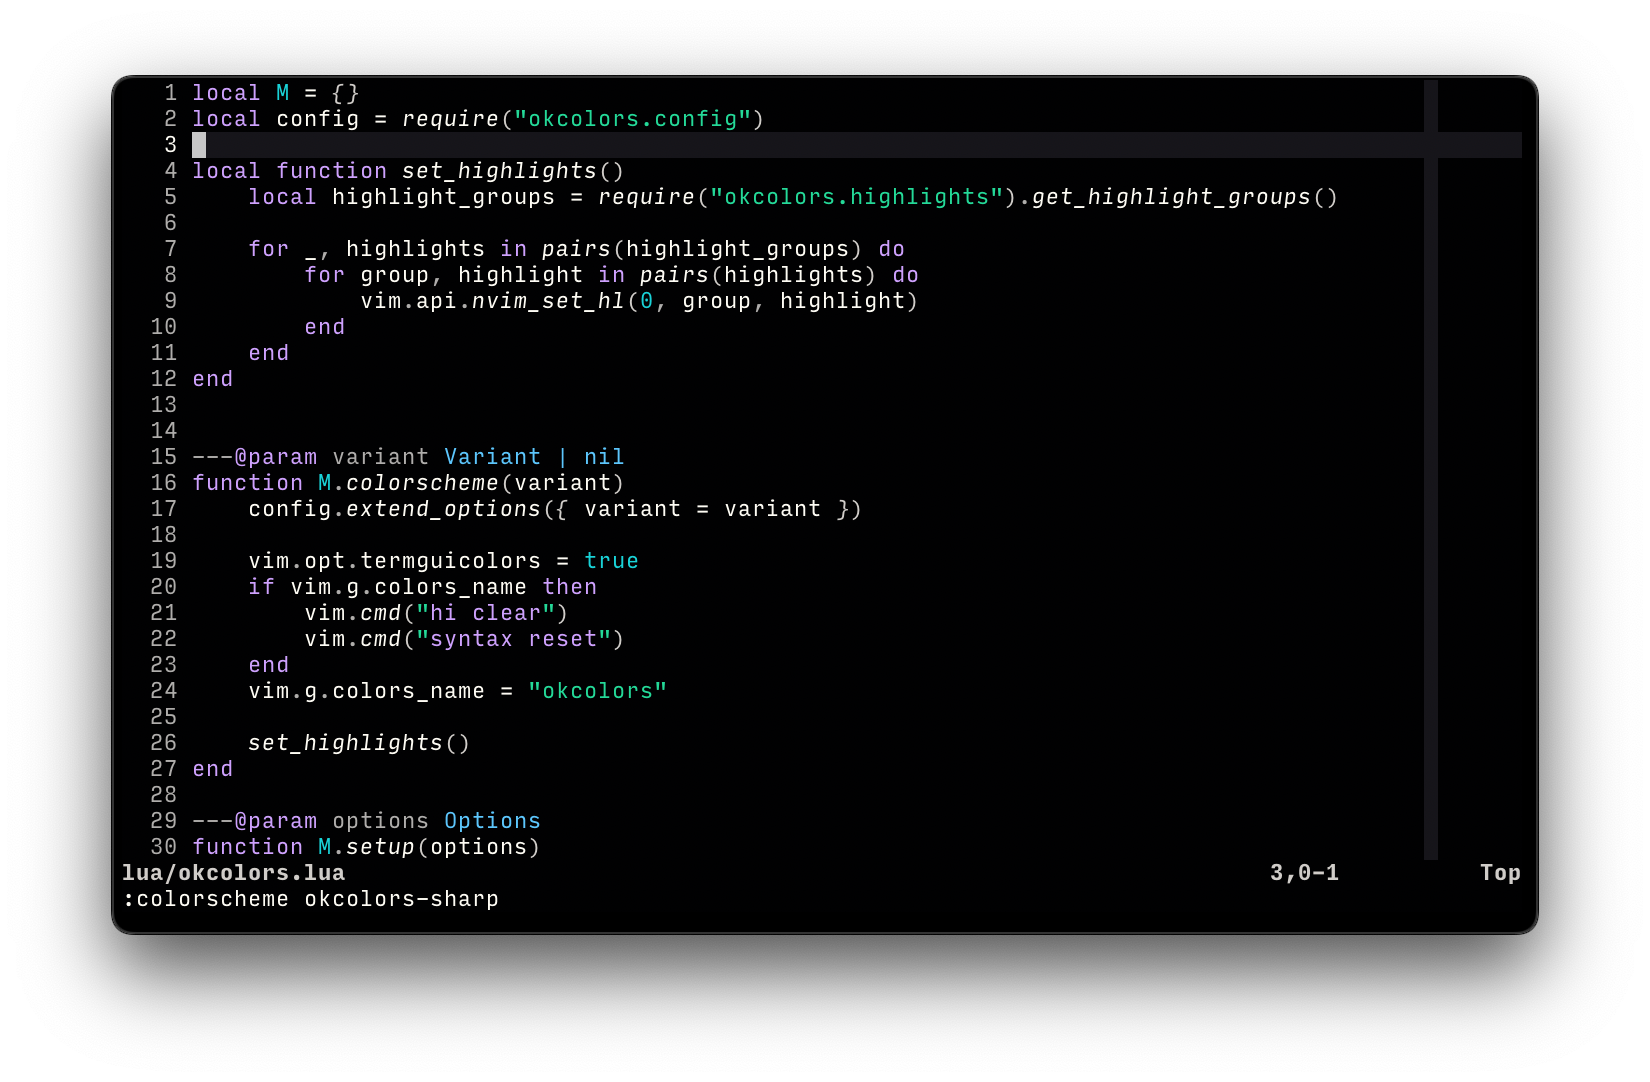 1 local M = {}
2 local config = require("okcolors.config")
3
4 local function set_highlights()
5     local highlight_groups = require("okcolors.highlights").get_highlight_groups()
6
7     for _, highlights in pairs(highlight_groups) do
8         for group, highlight in pairs(highlights) do
9             vim.api.nvim_set_hl(0, group, highlight)
10         end
11     end
12 end
13
14
15 ---@param variant Variant | nil
16 function M.colorscheme(variant)
17     config.extend_options({ variant = variant })
18
19     vim.opt.termguicolors = true
20     if vim.g.colors_name then
21         vim.cmd("hi clear")
22         vim.cmd("syntax reset")
23     end
24     vim.g.colors_name = "okcolors"
25
26     set_highlights()
27 end
28
29 ---@param options Options
30 function M.setup(options)
lua/okcolors.lua 3,0-1 Top
:colorscheme okcolors-sharp